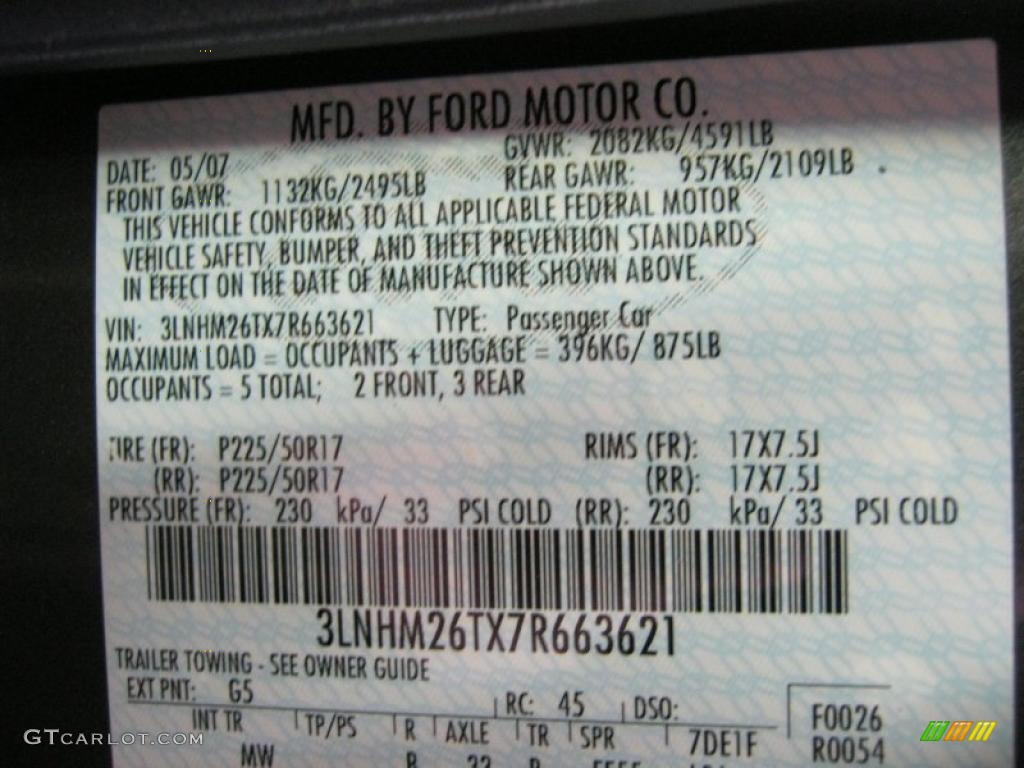 MFD. BY FORD MOTOR CO.
DATE: 05/07 GVWR: 2082KG/4591LB
FRONT GAWR: 1132KG/2495LB REAR GAWR: 957KG/2109LB
THIS VEHICLE CONFORMS TO ALL APPLICABLE FEDERAL MOTOR
VEHICLE SAFETY, BUMPER, AND THEFT PREVENTION STANDARDS
IN EFFECT ON THE DATE OF MANUFACTURE SHOWN ABOVE.
VIN: 3LNHM26TX7R663621 TYPE: Passenger Car
MAXIMUM LOAD = OCCUPANTS + LUGGAGE = 396KG/ 875LB
OCCUPANTS = 5 TOTAL; 2 FRONT, 3 REAR
TIRE (FR): P225/50R17 RIMS (FR): 17X7.5J
(RR): P225/50R17 (RR): 17X7.5J
PRESSURE (FR): 230 kPa/ 33 PSI COLD (RR): 230 kPa/ 33 PSI COLD
3LNHM26TX7R663621
TRAILER TOWING - SEE OWNER GUIDE
EXT PNT: G5 RC: 45 DSO:
INT TR TP/PS R AXLE TR SPR 7DE1F
F0026
R0054
MW
GTCARLOT.COM